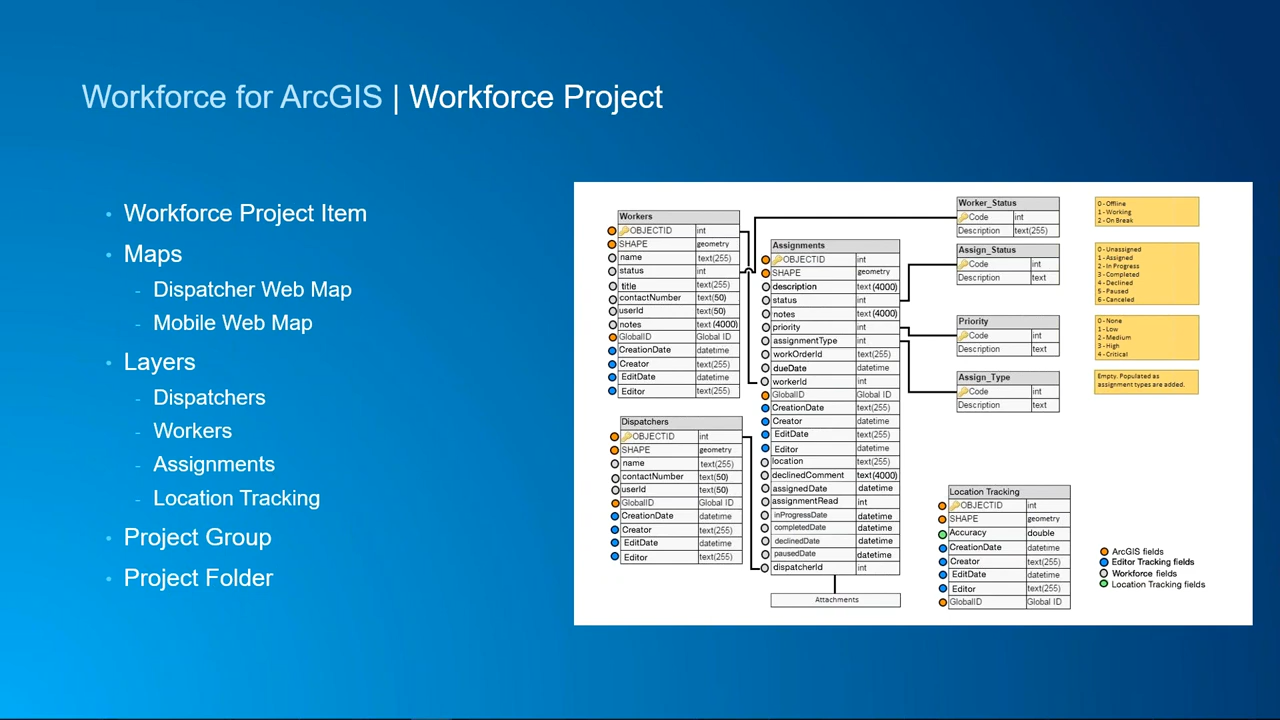 Workforce for ArcGIS | Workforce Project
Workforce Project Item
Maps
Dispatcher Web Map
Mobile Web Map
Layers
Dispatchers
Workers
Assignments
Location Tracking
Project Group
Project Folder
Workers
OBJECTID int
SHAPE geometry
name text(255)
status int
title text(255)
contactNumber text(50)
userId text(50)
notes text (4000)
GlobalID Global ID
CreationDate datetime
Creator text(255)
EditDate datetime
Editor text(255)
Dispatchers
OBJECTID int
SHAPE geometry
name text(255)
contactNumber text(50)
userId text(50)
GlobalID Global ID
CreationDate datetime
Creator text(255)
EditDate datetime
Editor text(255)
Assignments
OBJECTID int
SHAPE geometry
description text (4000)
status int
notes text (4000)
priority int
assignmentType int
workOrderId text(255)
dueDate datetime
workerId int
GlobalID Global ID
CreationDate text(255)
Creator datetime
EditDate text(255)
Editor datetime
location text(255)
declinedComment text(4000)
assignedDate datetime
assignmentRead int
inProgressDate datetime
completedDate datetime
declinedDate datetime
pausedDate datetime
dispatcherId int
Attachments
Worker_Status
Code int
Description text(255)
Assign_Status
Code int
Description text
Priority
Code int
Description text
Assign_Type
Code int
Description text
0 - Offline
1 - Working
2 - On Break
0 - Unassigned
1 - Assigned
2 - In Progress
3 - Completed
4 - Declined
5 - Paused
6 - Canceled
0 - None
1 - Low
2 - Medium
3 - High
4 - Critical
Empty. Populated as
assignment types are added.
Location Tracking
OBJECTID int
SHAPE geometry
Accuracy double
CreationDate datetime
Creator text(255)
EditDate datetime
Editor text(255)
GlobalID Global ID
ArcGIS fields
Editor Tracking fields
Workforce fields
Location Tracking fields